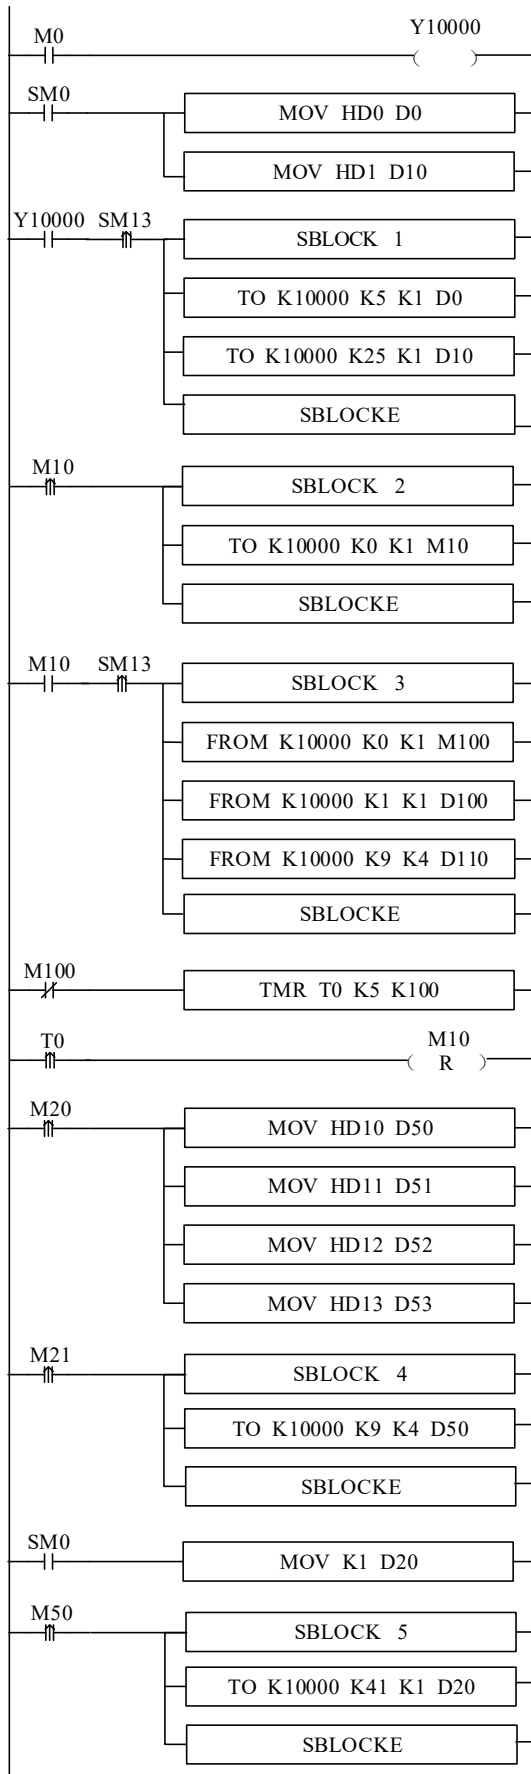 M0 Y10000
SM0
MOV HD0 D0
MOV HD1 D10
Y10000 SM13
SBLOCK 1
TO K10000 K5 K1 D0
TO K10000 K25 K1 D10
SBLOCKE
M10
SBLOCK 2
TO K10000 K0 K1 M10
SBLOCKE
M10 SM13
SBLOCK 3
FROM K10000 K0 K1 M100
FROM K10000 K1 K1 D100
FROM K10000 K9 K4 D110
SBLOCKE
M100
TMR T0 K5 K100
T0 M10
R
M20
MOV HD10 D50
MOV HD11 D51
MOV HD12 D52
MOV HD13 D53
M21
SBLOCK 4
TO K10000 K9 K4 D50
SBLOCKE
SM0
MOV K1 D20
M50
SBLOCK 5
TO K10000 K41 K1 D20
SBLOCKE